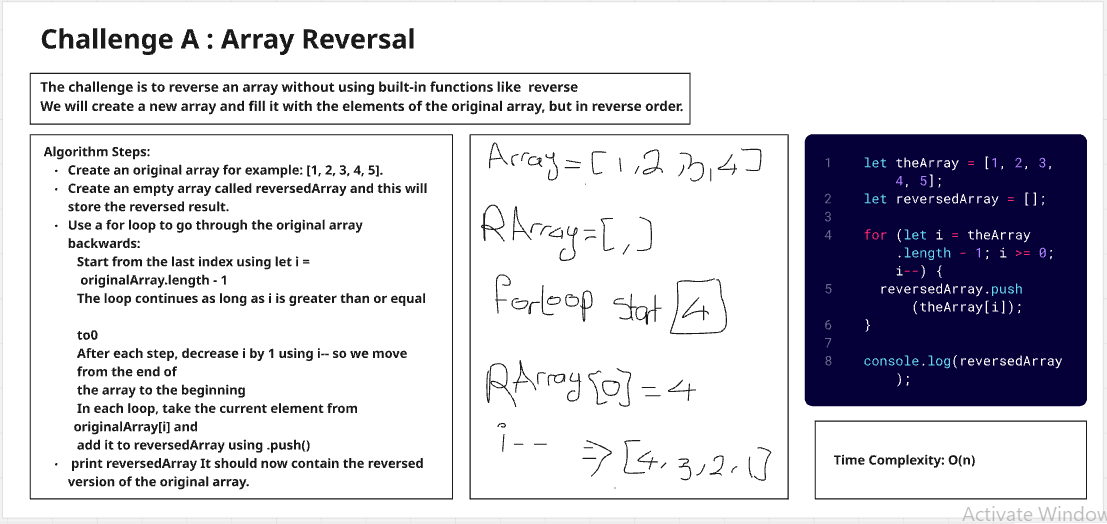 Challenge A : Array Reversal
The challenge is to reverse an array without using built-in functions like  reverse
We will create a new array and fill it with the elements of the original array, but in reverse order.
Algorithm Steps:
· Create an original array for example: [1, 2, 3, 4, 5].
· Create an empty array called reversedArray and this will
store the reversed result.
· Use a for loop to go through the original array
backwards:
Start from the last index using let i =
originalArray.length - 1
The loop continues as long as i is greater than or equal
to0
After each step, decrease i by 1 using i-- so we move
from the end of
the array to the beginning
In each loop, take the current element from
originalArray[i] and
add it to reversedArray using .push()
· print reversedArray It should now contain the reversed
version of the original array.
Array = [1,2,3,4]
RArray=[,]
forloop start 4
RArray[0]=4
i--
⇒[4,3,2,1]
1 let theArray = [1, 2, 3,
4, 5];
2 let reversedArray = [];
3
4 for (let i = theArray
.length - 1; i >= 0;
i--) {
5 reversedArray.push
(theArray[i]);
6 }
7
8 console.log(reversedArray
);
Time Complexity: O(n)
Activate Window